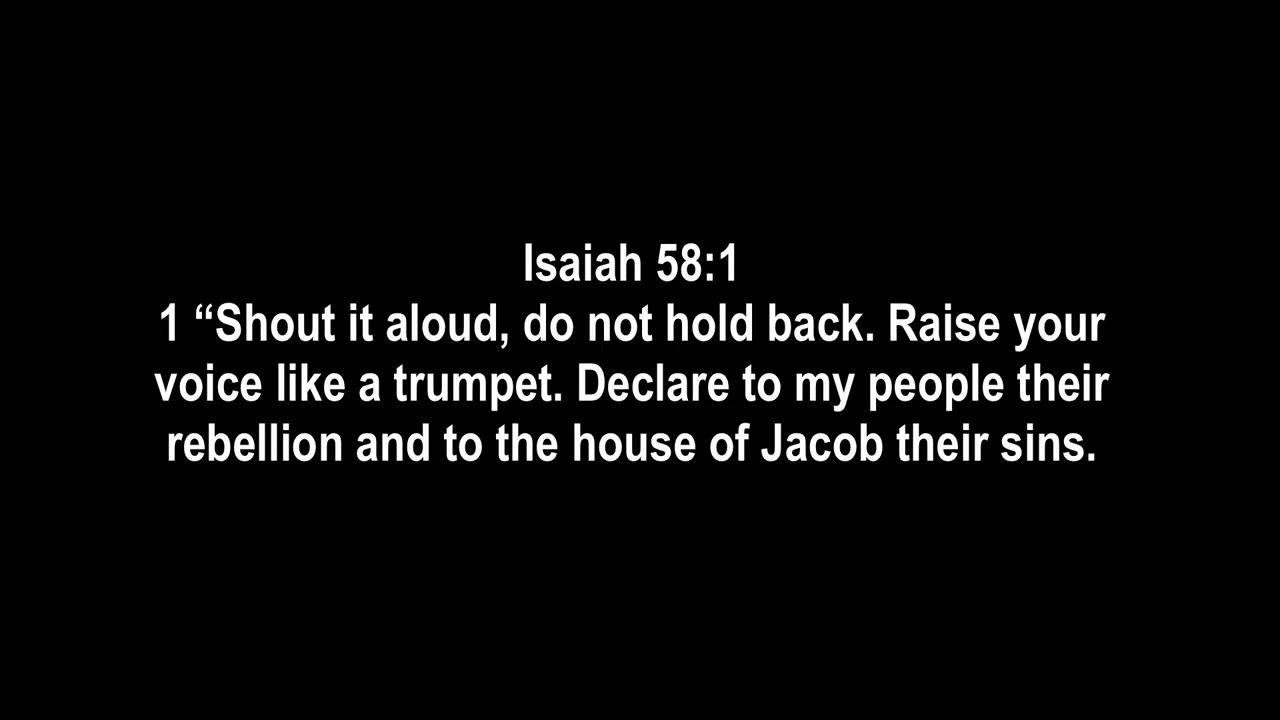 Isaiah 58:1
1 “Shout it aloud, do not hold back. Raise your
voice like a trumpet. Declare to my people their
rebellion and to the house of Jacob their sins.